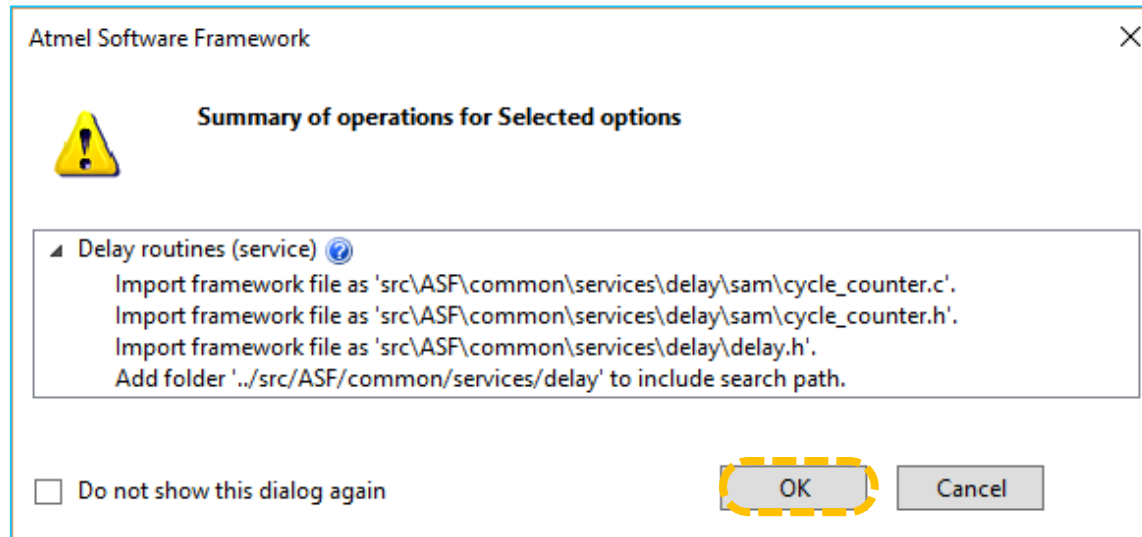 Atmel Software Framework
Summary of operations for Selected options
Delay routines (service)
Import framework file as 'src\ASF\common\services\delay\sam\cycle_counter.c'.
Import framework file as 'src\ASF\common\services\delay\sam\cycle_counter.h'.
Import framework file as 'src\ASF\common\services\delay\delay.h'.
Add folder '../src/ASF/common/services/delay' to include search path.
Do not show this dialog again
OK
Cancel